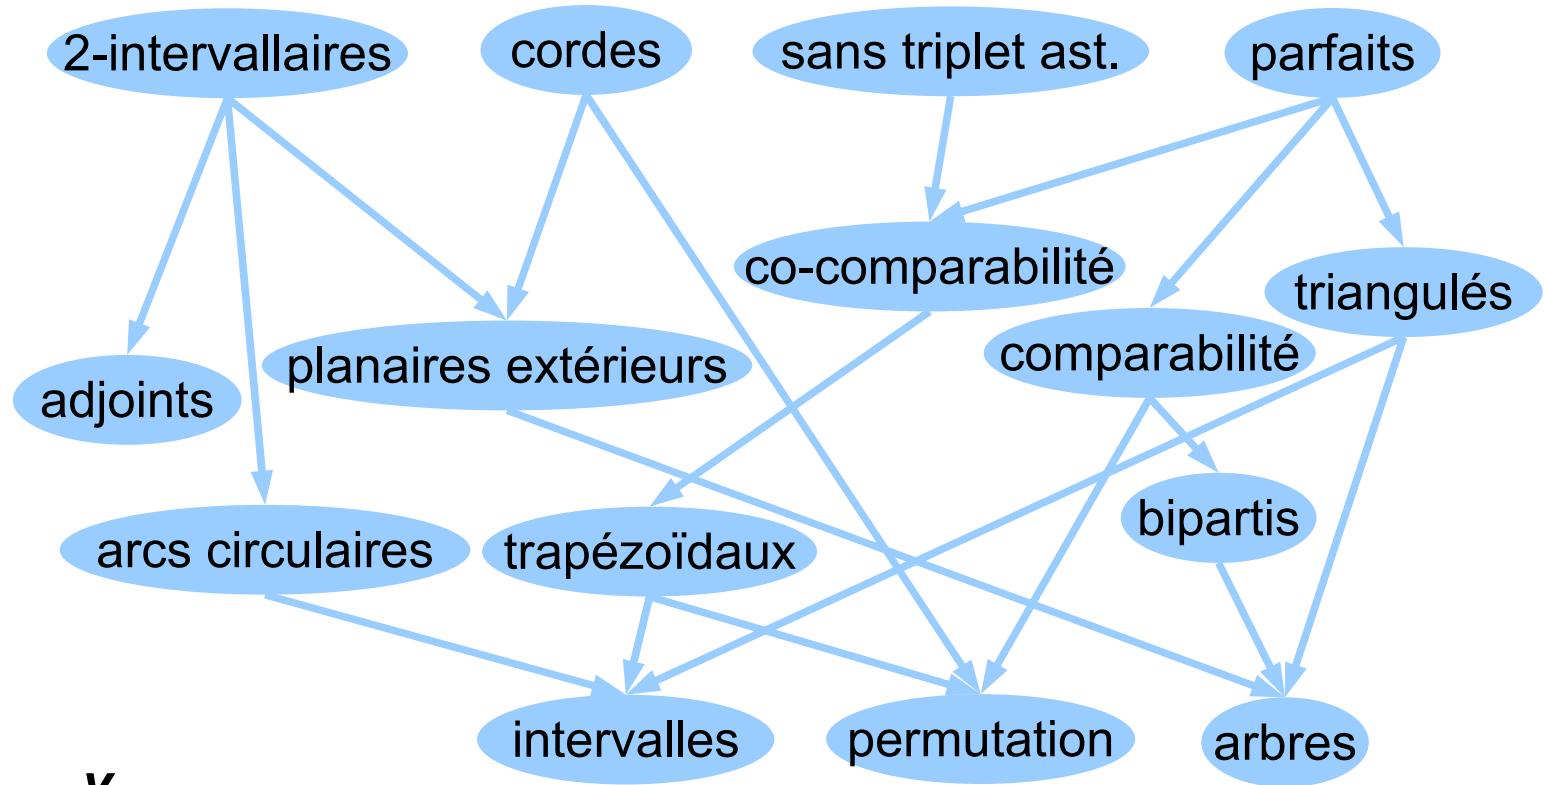 2-intervallaires
cordes
sans triplet ast.
parfaits
co-comparabilité
triangulés
comparabilité
planaires extérieurs
adjoints
bipartis
arcs circulaires
trapézoïdaux
intervalles
permutation
arbres